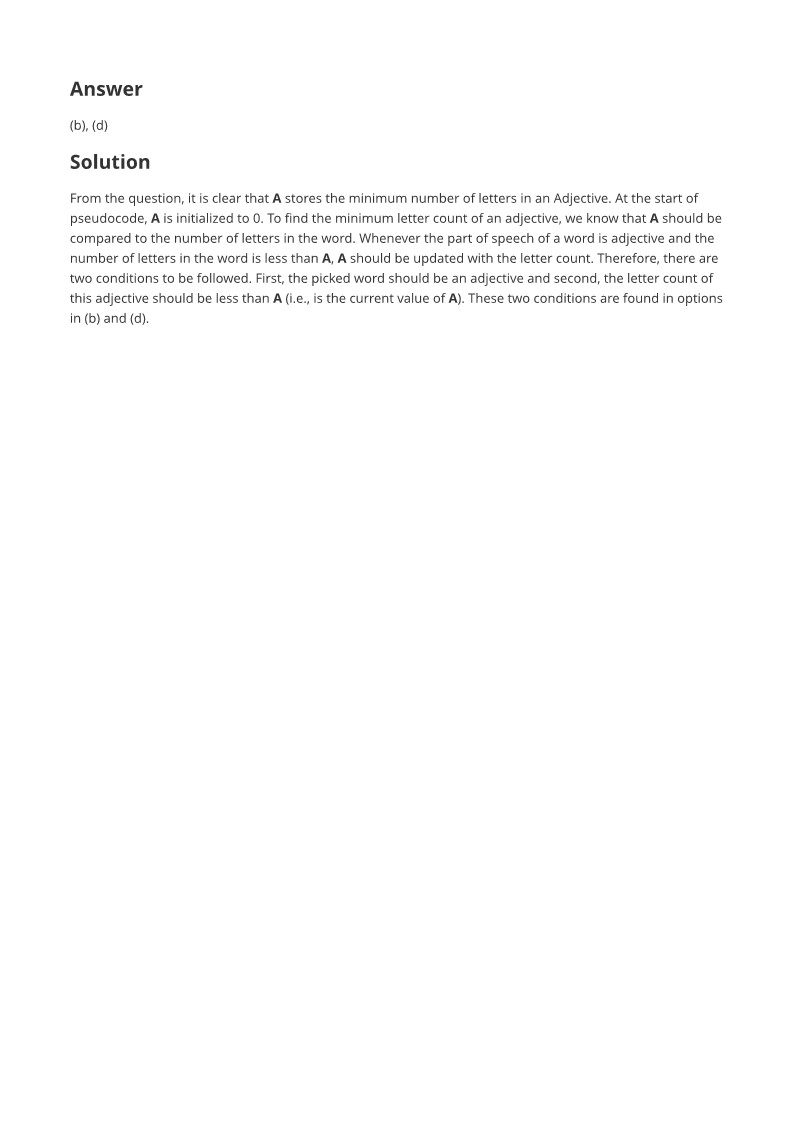 Answer
(b), (d)
Solution
From the question, it is clear that A stores the minimum number of letters in an Adjective. At the start of
pseudocode, A is initialized to 0. To find the minimum letter count of an adjective, we know that A should be
compared to the number of letters in the word. Whenever the part of speech of a word is adjective and the
number of letters in the word is less than A, A should be updated with the letter count. Therefore, there are
two conditions to be followed. First, the picked word should be an adjective and second, the letter count of
this adjective should be less than A (i.e., is the current value of A). These two conditions are found in options
in (b) and (d).